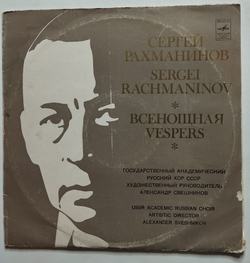 СЕРГЕЙ
РАХМАНИНОВ
SERGEI
RACHMANINOV
*
ВСЕНОЩНАЯ
VESPERS
*
ГОСУДАРСТВЕННЫЙ АКАДЕМИЧЕСКИЙ
РУССКИЙ ХОР СССР
ХУДОЖЕСТВЕННЫЙ РУКОВОДИТЕЛЬ
АЛЕКСАНДР СВЕШНИКОВ
USSR ACADEMIC RUSSIAN CHOIR
ARTISTIC DIRECTOR
ALEXANDER SVESHNIKOV